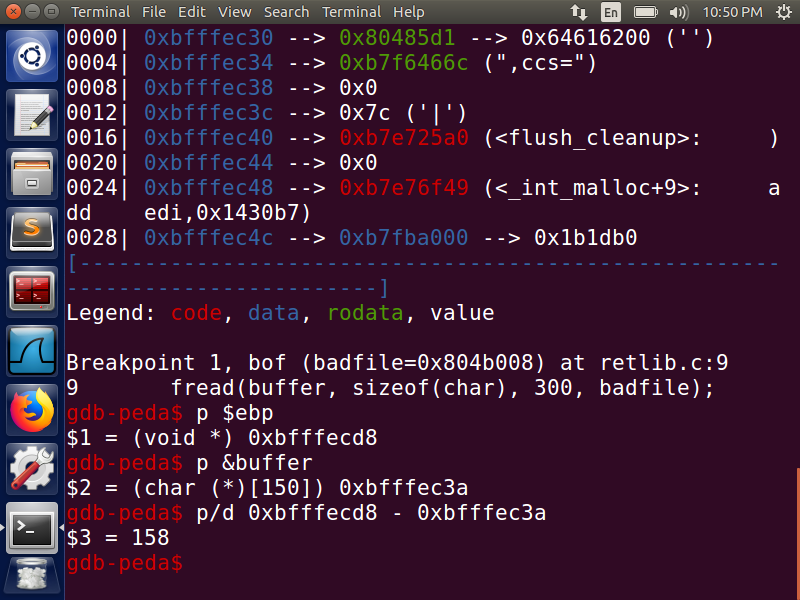 Terminal File Edit View Search Terminal Help En 10:50 PM
0000| 0xbfffec30 --> 0x80485d1 --> 0x64616200 ('')
0004| 0xbfffec34 --> 0xb7f6466c (",ccs=")
0008| 0xbfffec38 --> 0x0
0012| 0xbfffec3c --> 0x7c ('|')
0016| 0xbfffec40 --> 0xb7e725a0 (<flush_cleanup>:      )
0020| 0xbfffec44 --> 0x0
0024| 0xbfffec48 --> 0xb7e76f49 (<_int_malloc+9>:      a
dd    edi,0x1430b7)
0028| 0xbfffec4c --> 0xb7fba000 --> 0x1b1db0
[------------------------------------------------------
------------------------]
Legend: code, data, rodata, value
Breakpoint 1, bof (badfile=0x804b008) at retlib.c:9
9       fread(buffer, sizeof(char), 300, badfile);
gdb-peda$ p $ebp
$1 = (void *) 0xbfffecd8
gdb-peda$ p &buffer
$2 = (char (*)[150]) 0xbfffec3a
gdb-peda$ p/d 0xbfffecd8 - 0xbfffec3a
$3 = 158
gdb-peda$